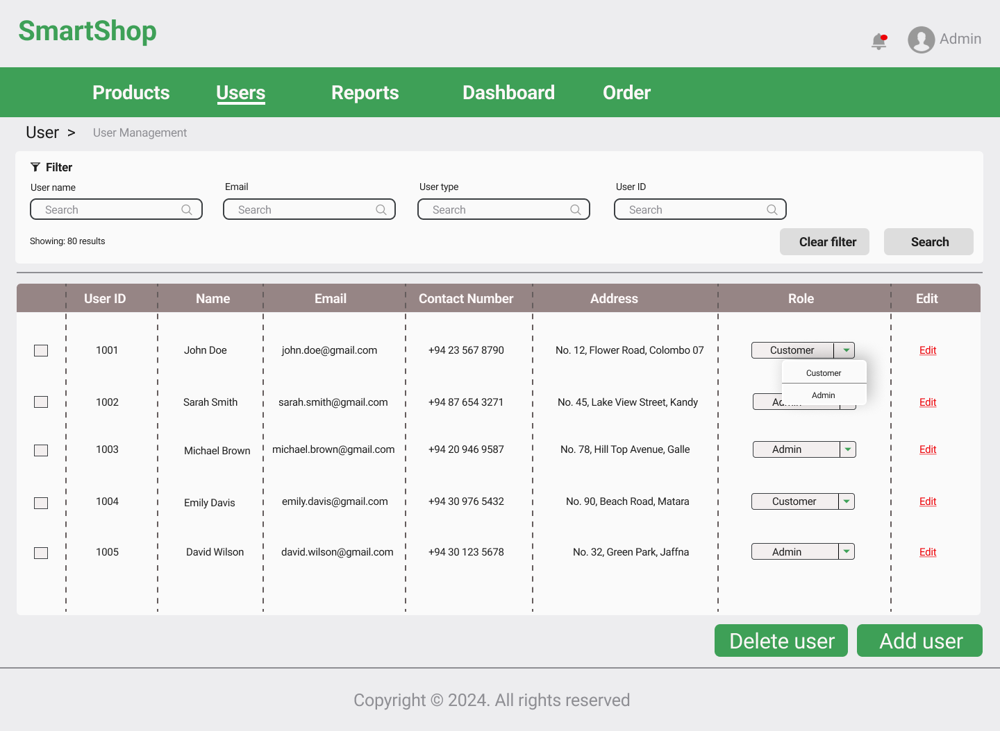 SmartShop
Admin
Products Users Reports Dashboard Order
User > User Management
Filter
User name Email User type User ID
Search Search Search Search
Showing: 80 results Clear filter Search
User ID Name Email Contact Number Address Role Edit
1001 John Doe john.doe@gmail.com +94 23 567 8790 No. 12, Flower Road, Colombo 07 Customer Edit
Customer
Admin
1002 Sarah Smith sarah.smith@gmail.com +94 87 654 3271 No. 45, Lake View Street, Kandy Edit
1003 Michael Brown michael.brown@gmail.com +94 20 946 9587 No. 78, Hill Top Avenue, Galle Admin Edit
1004 Emily Davis emily.davis@gmail.com +94 30 976 5432 No. 90, Beach Road, Matara Customer Edit
1005 David Wilson david.wilson@gmail.com +94 30 123 5678 No. 32, Green Park, Jaffna Admin Edit
Delete user Add user
Copyright © 2024. All rights reserved